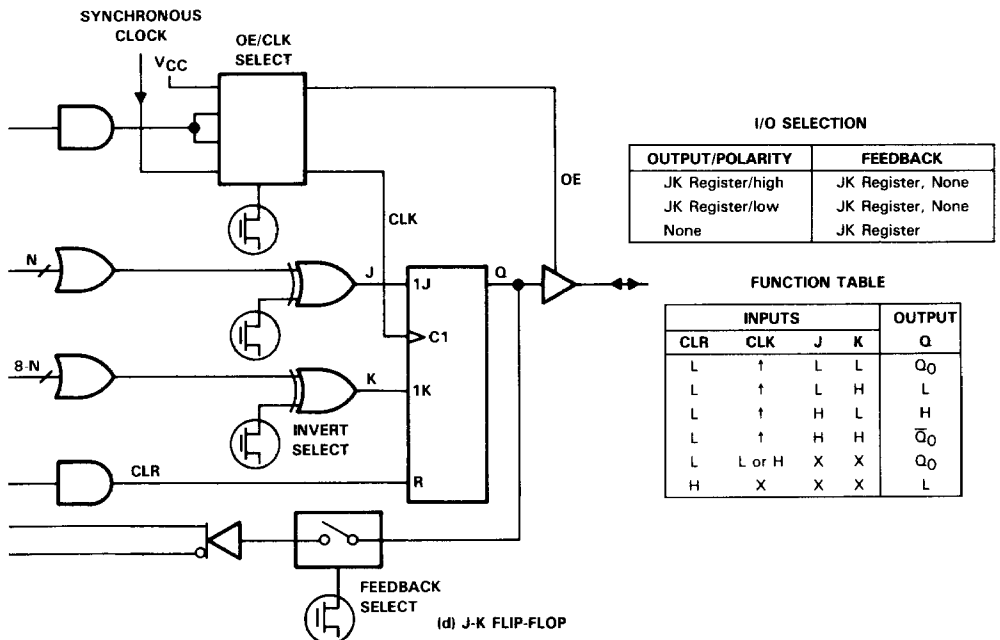 SYNCHRONOUS
CLOCK
VCC
OE/CLK
SELECT
OE
CLK
N
J
1J
Q
C1
8-N
K
1K
INVERT
SELECT
CLR
R
FEEDBACK
SELECT
(d) J-K FLIP-FLOP
I/O SELECTION
OUTPUT/POLARITY FEEDBACK
JK Register/high JK Register, None
JK Register/low JK Register, None
None JK Register
FUNCTION TABLE
INPUTS OUTPUT
CLR CLK J K Q
L ↑ L L Q0
L ↑ L H L
L ↑ H L H
L ↑ H H Q̅0
L L or H X X Q0
H X X X L